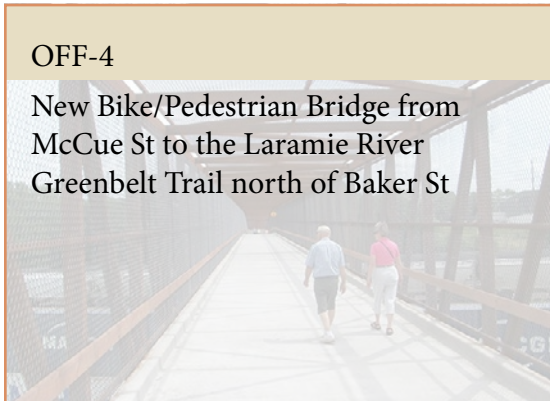 OFF-4
New Bike/Pedestrian Bridge from
McCue St to the Laramie River
Greenbelt Trail north of Baker St